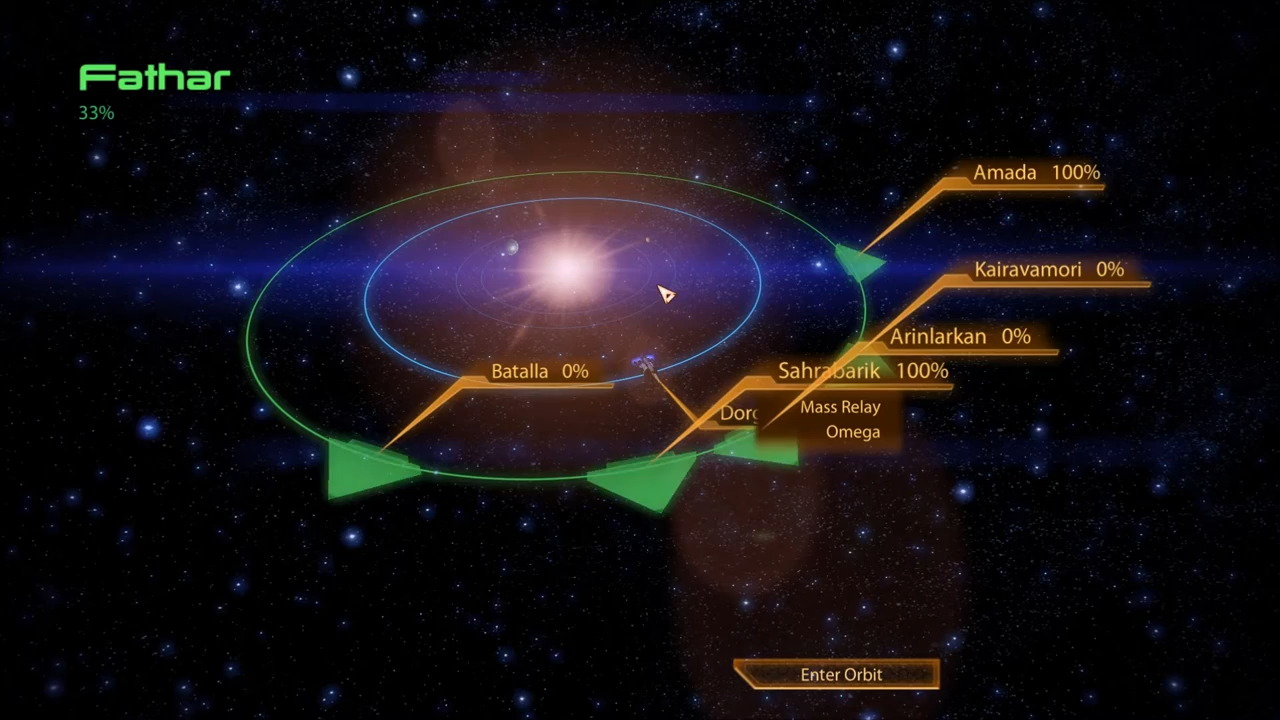 Fathar
33%
Amada 100%
Kairavamori 0%
Arinlarkan 0%
Sahrabarik 100%
Batalla 0%
Mass Relay
Omega
Enter Orbit